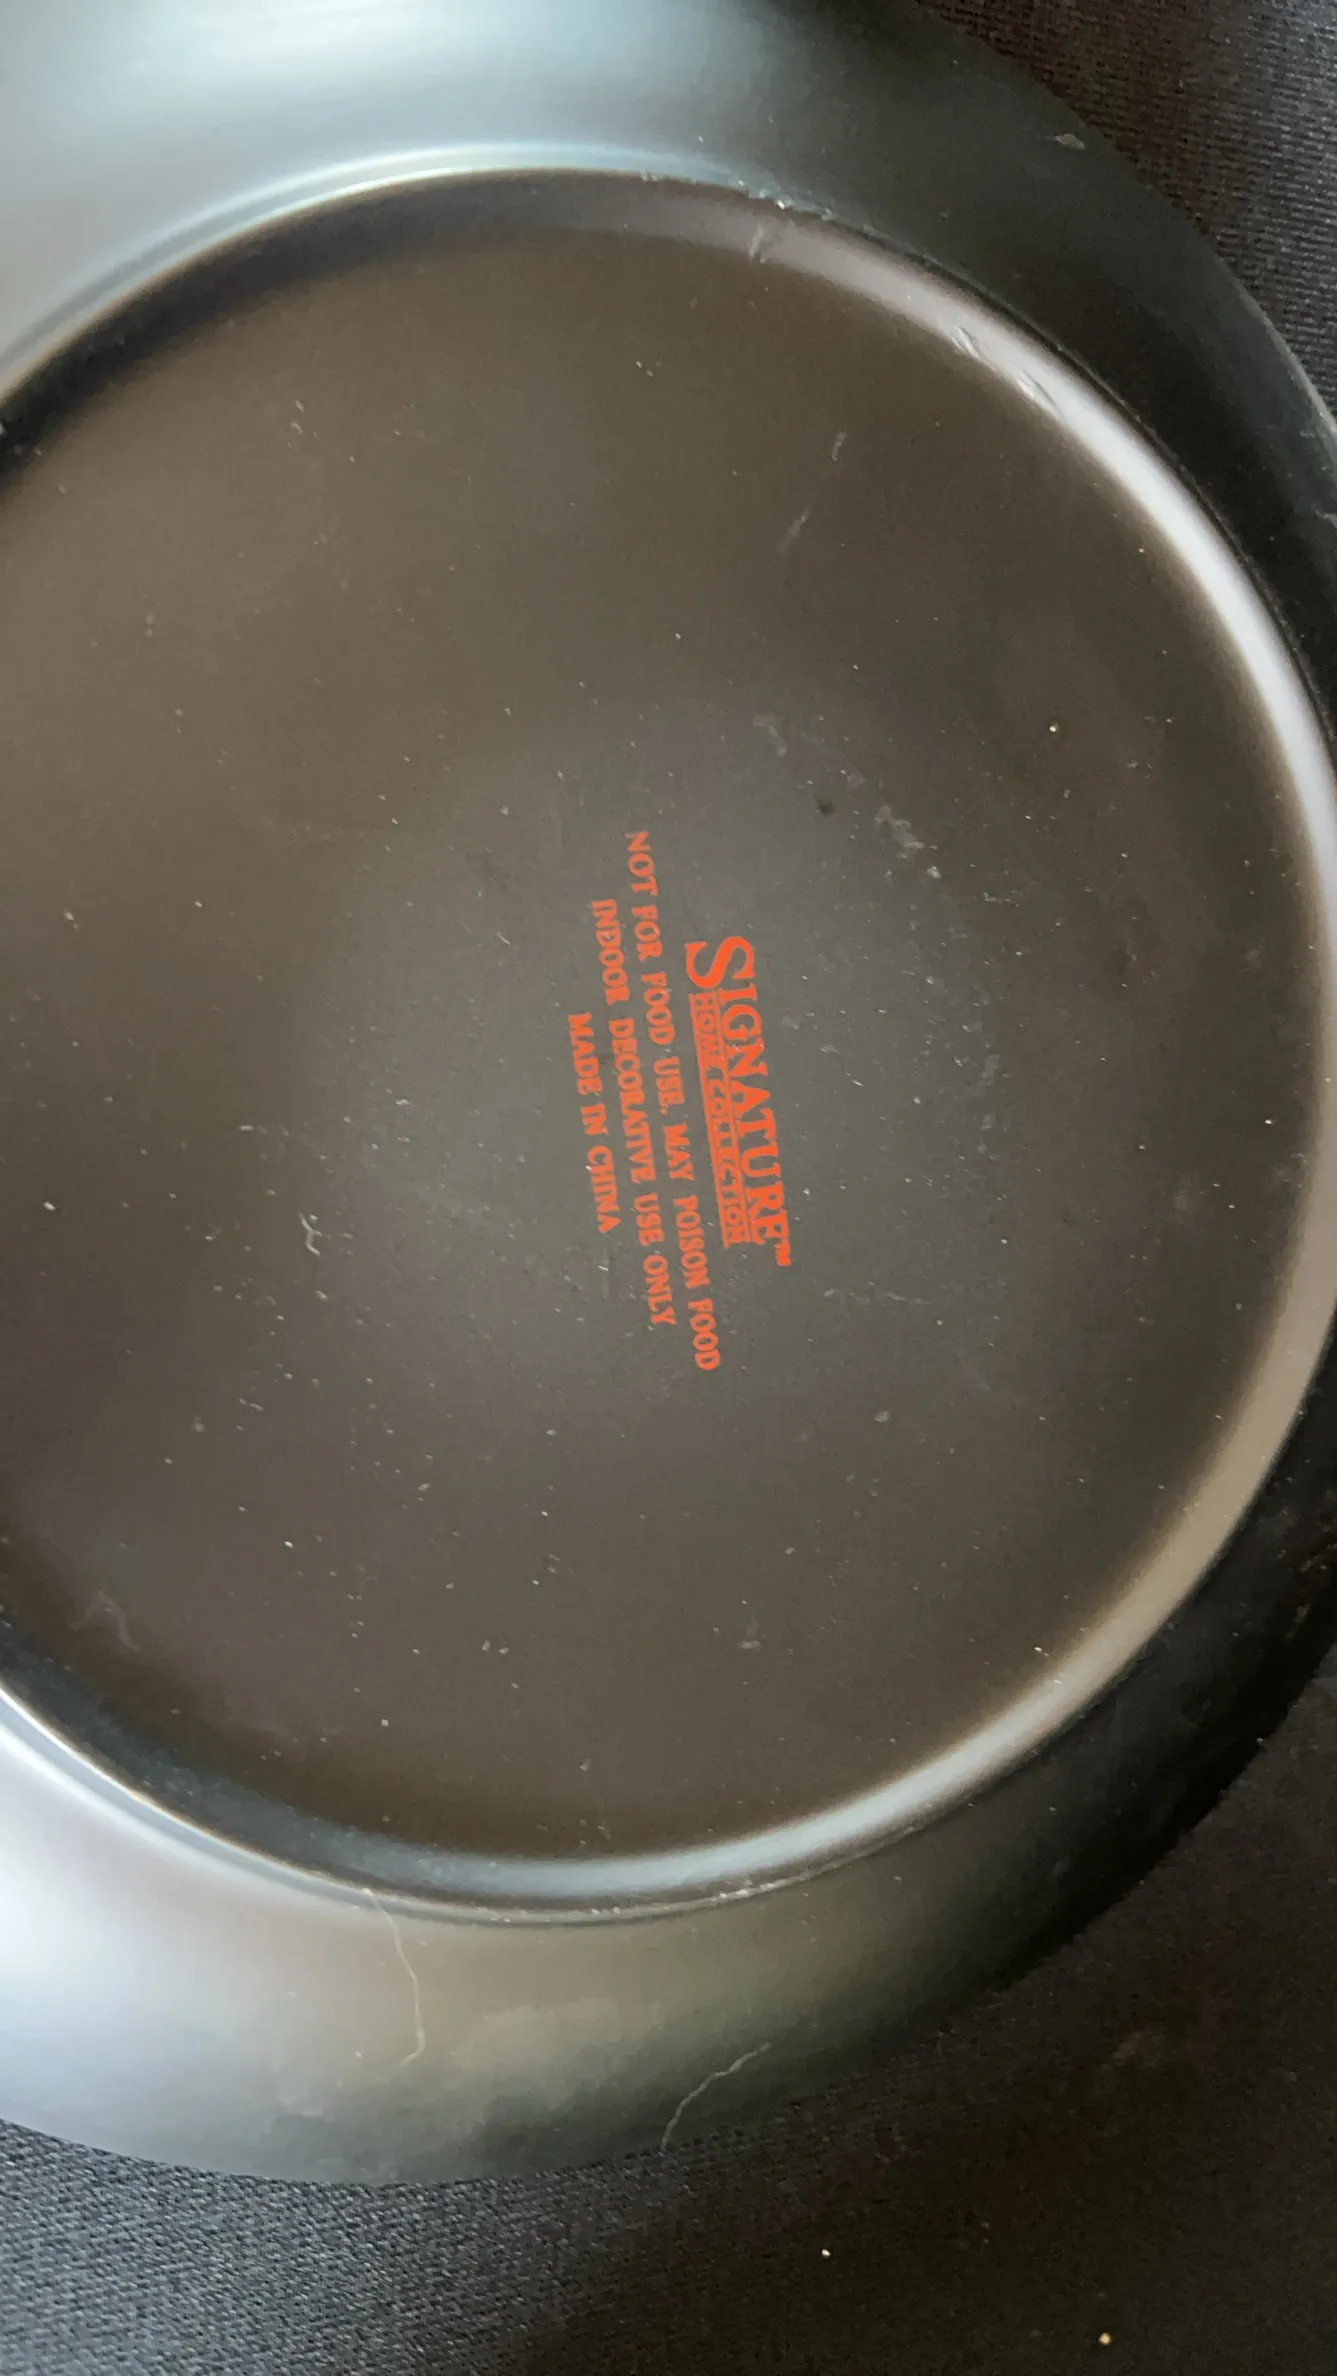 SIGNATURE™
HOME COLLECTION
NOT FOR FOOD USE. MAY POISON FOOD
INDOOR DECORATIVE USE ONLY
MADE IN CHINA